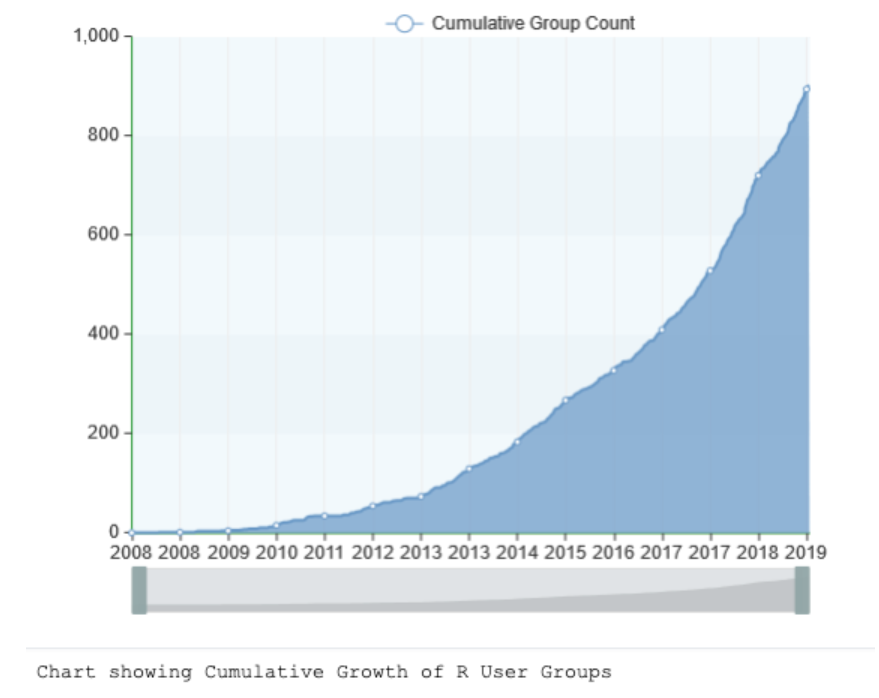 Cumulative Group Count
1,000
800
600
400
200
0
2008 2008 2009 2010 2011 2012 2013 2013 2014 2015 2016 2017 2017 2018 2019
Chart showing Cumulative Growth of R User Groups